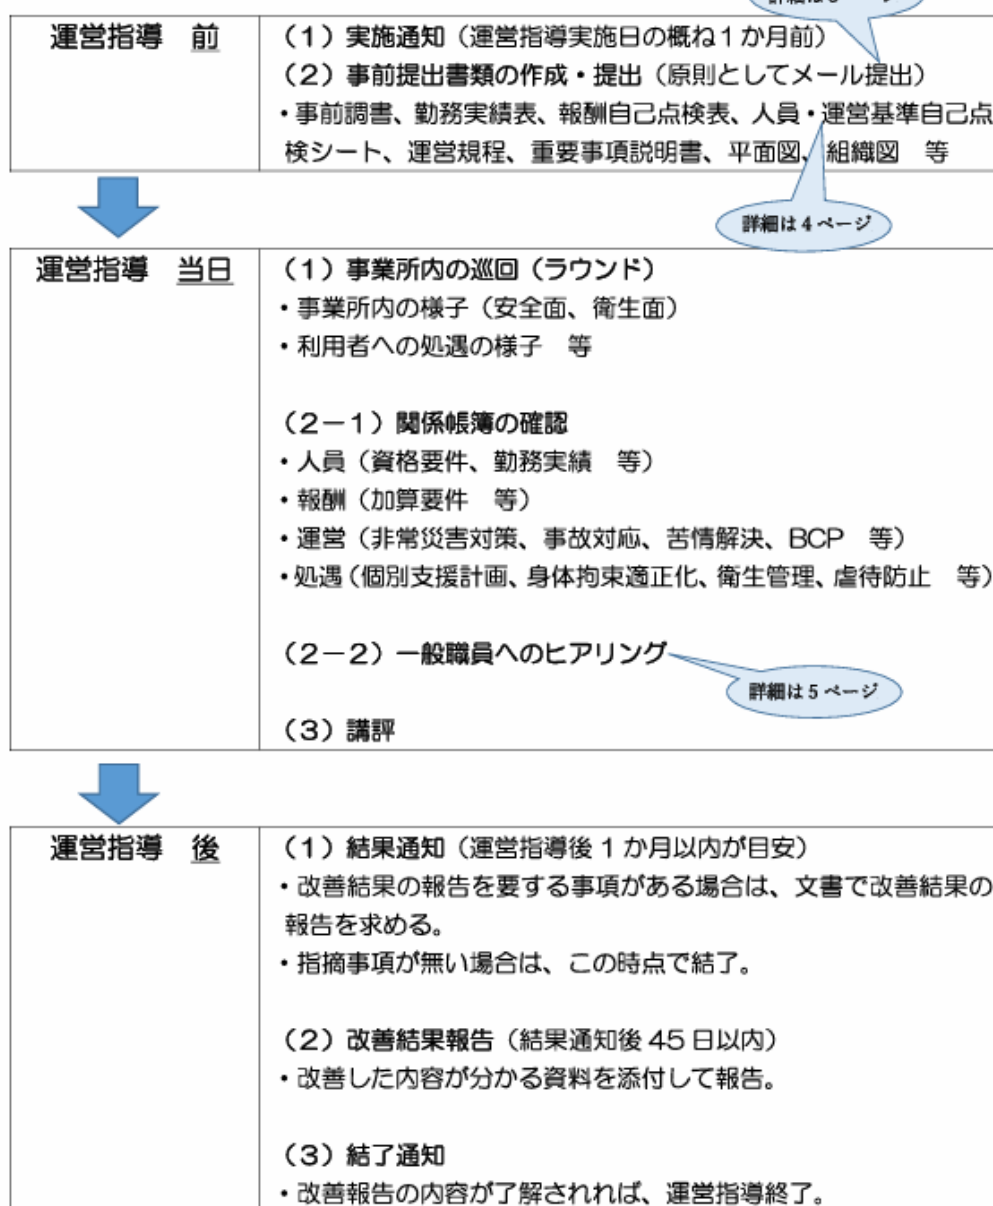 運営指導 前
（1）実施通知（運営指導実施日の概ね1か月前）
（2）事前提出書類の作成・提出（原則としてメール提出）
・事前調書、勤務実績表、報酬自己点検表、人員・運営基準自己点
検シート、運営規程、重要事項説明書、平面図、組織図　等
詳細は4ページ
運営指導 当日
（1）事業所内の巡回（ラウンド）
・事業所内の様子（安全面、衛生面）
・利用者への処遇の様子　等
（2－1）関係帳簿の確認
・人員（資格要件、勤務実績　等）
・報酬（加算要件　等）
・運営（非常災害対策、事故対応、苦情解決、BCP　等）
・処遇（個別支援計画、身体拘束適正化、衛生管理、虐待防止　等）
（2－2）一般職員へのヒアリング
詳細は5ページ
（3）講評
運営指導 後
（1）結果通知（運営指導後1か月以内が目安）
・改善結果の報告を要する事項がある場合は、文書で改善結果の
報告を求める。
・指摘事項が無い場合は、この時点で結了。
（2）改善結果報告（結果通知後45日以内）
・改善した内容が分かる資料を添付して報告。
（3）結了通知
・改善報告の内容が了解されれば、運営指導終了。